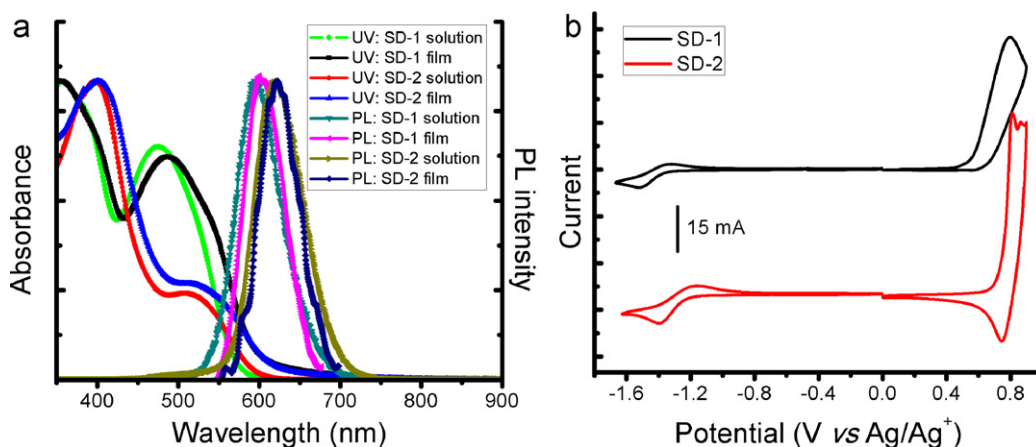 a
UV: SD-1 solution
UV: SD-1 film
UV: SD-2 solution
UV: SD-2 film
PL: SD-1 solution
PL: SD-1 film
PL: SD-2 solution
PL: SD-2 film
Absorbance
PL intensity
400 500 600 700 800 900
Wavelength (nm)
b
SD-1
SD-2
15 mA
Current
-1.6 -1.2 -0.8 -0.4 0.0 0.4 0.8
Potential (V vs Ag/Ag⁺)